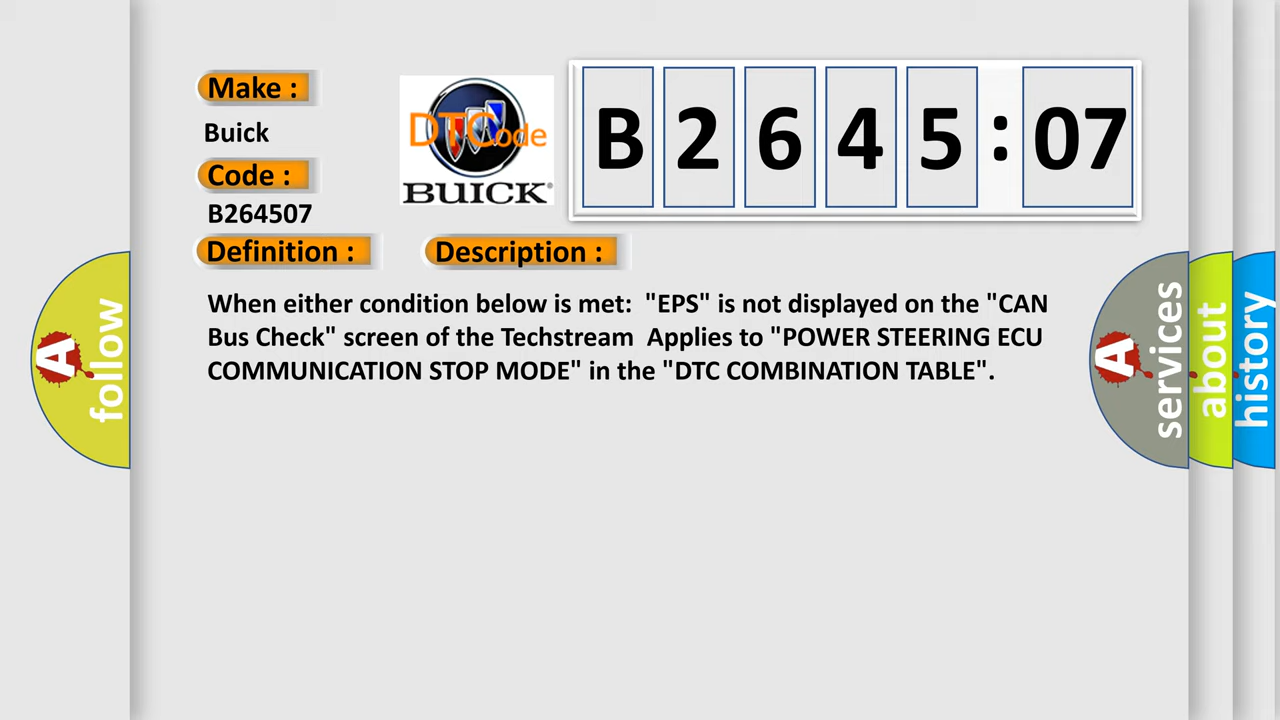 Make :
Buick
Code :
B264507
DTCode
BUICK®
B 2 6 4 5 : 07
Definition :
Description :
When either condition below is met: "EPS" is not displayed on the "CAN
Bus Check" screen of the Techstream Applies to "POWER STEERING ECU
COMMUNICATION STOP MODE" in the "DTC COMBINATION TABLE".
A
follow
A
services
about
history